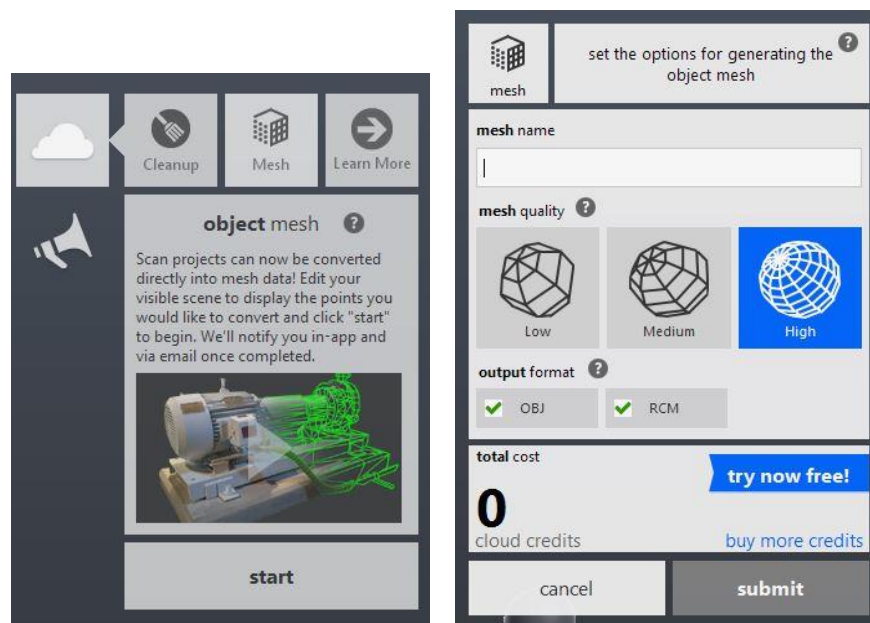 Cleanup
Mesh
Learn More
object mesh ?
Scan projects can now be converted
directly into mesh data! Edit your
visible scene to display the points you
would like to convert and click "start"
to begin. We'll notify you in-app and
via email once completed.
start
mesh
set the options for generating the ?
object mesh
mesh name
mesh quality ?
Low
Medium
High
output format ?
OBJ
RCM
total cost
try now free!
0
cloud credits
buy more credits
cancel
submit